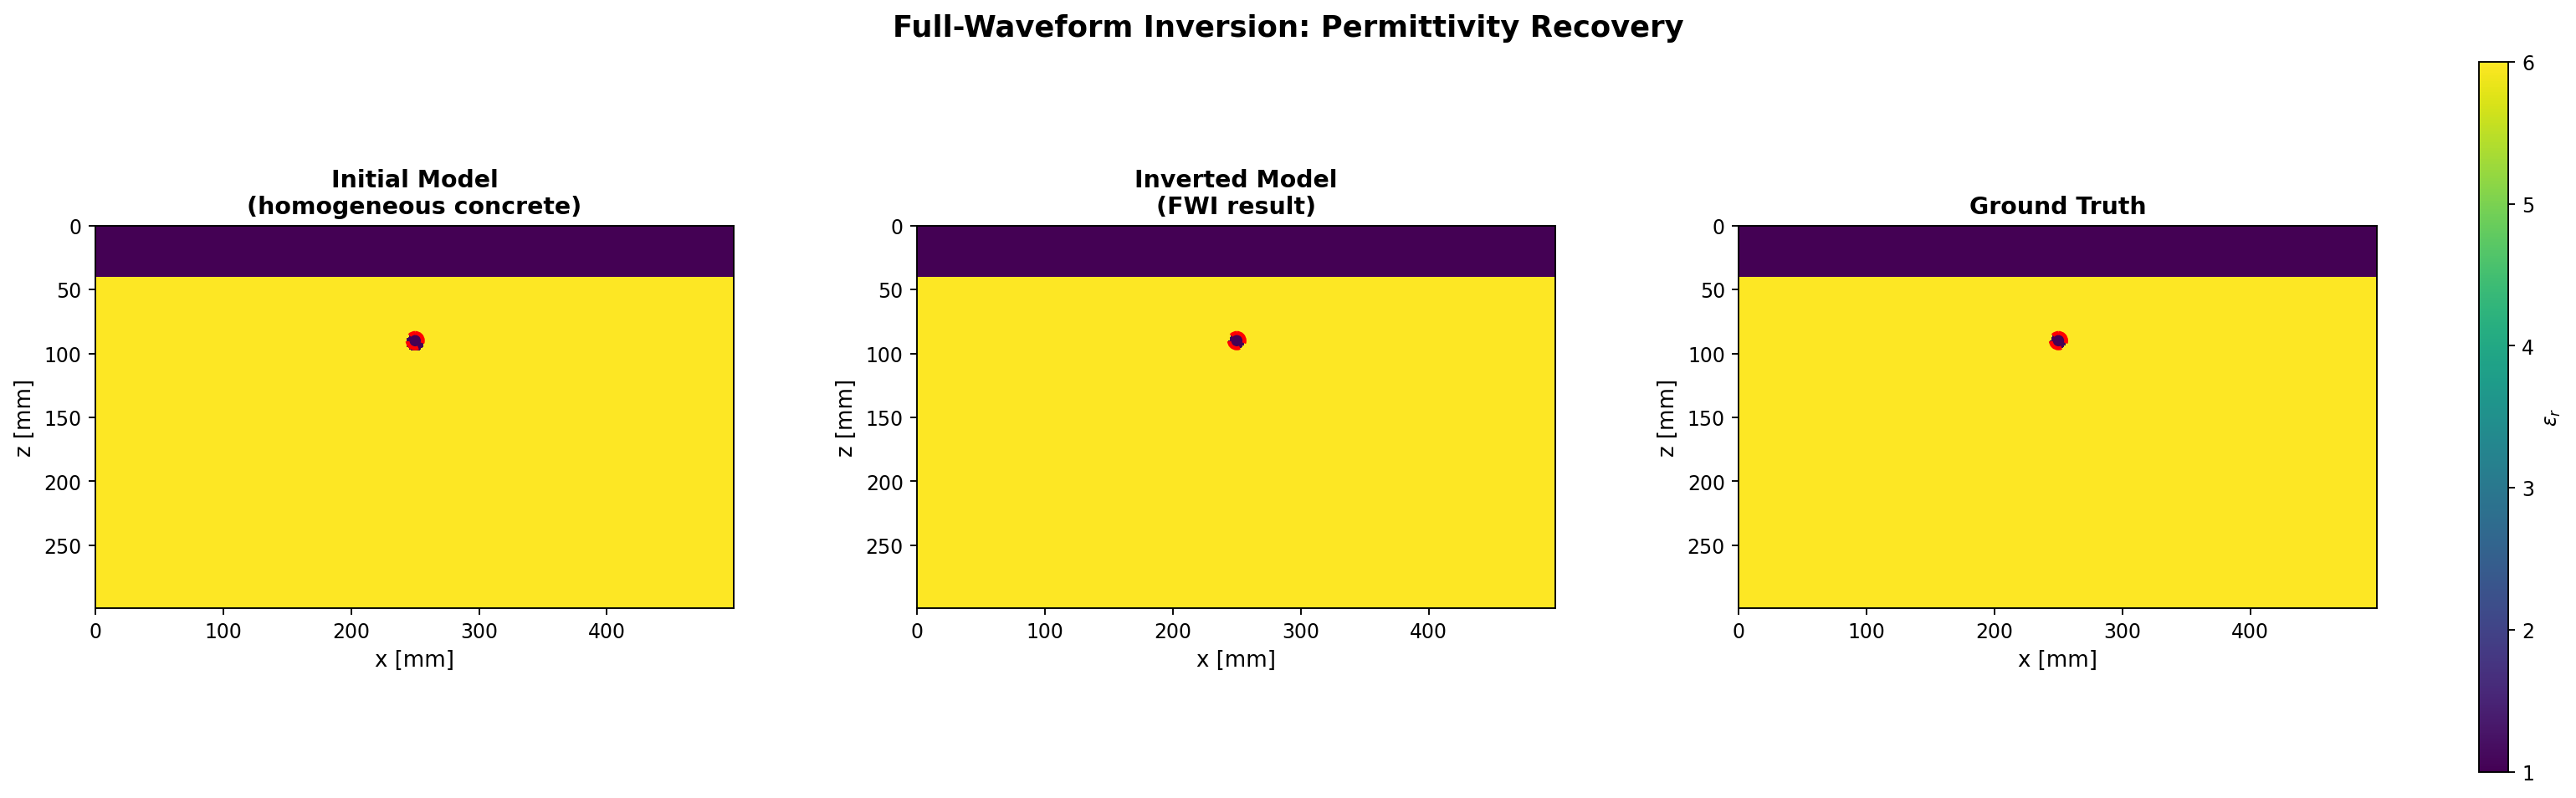 Full-Waveform Inversion: Permittivity Recovery
Initial Model
(homogeneous concrete)
0
50
100
150
200
250
z [mm]
0 100 200 300 400
x [mm]
Inverted Model
(FWI result)
0
50
100
150
200
250
z [mm]
0 100 200 300 400
x [mm]
Ground Truth
0
50
100
150
200
250
z [mm]
0 100 200 300 400
x [mm]
6
5
4
3
2
1
εr